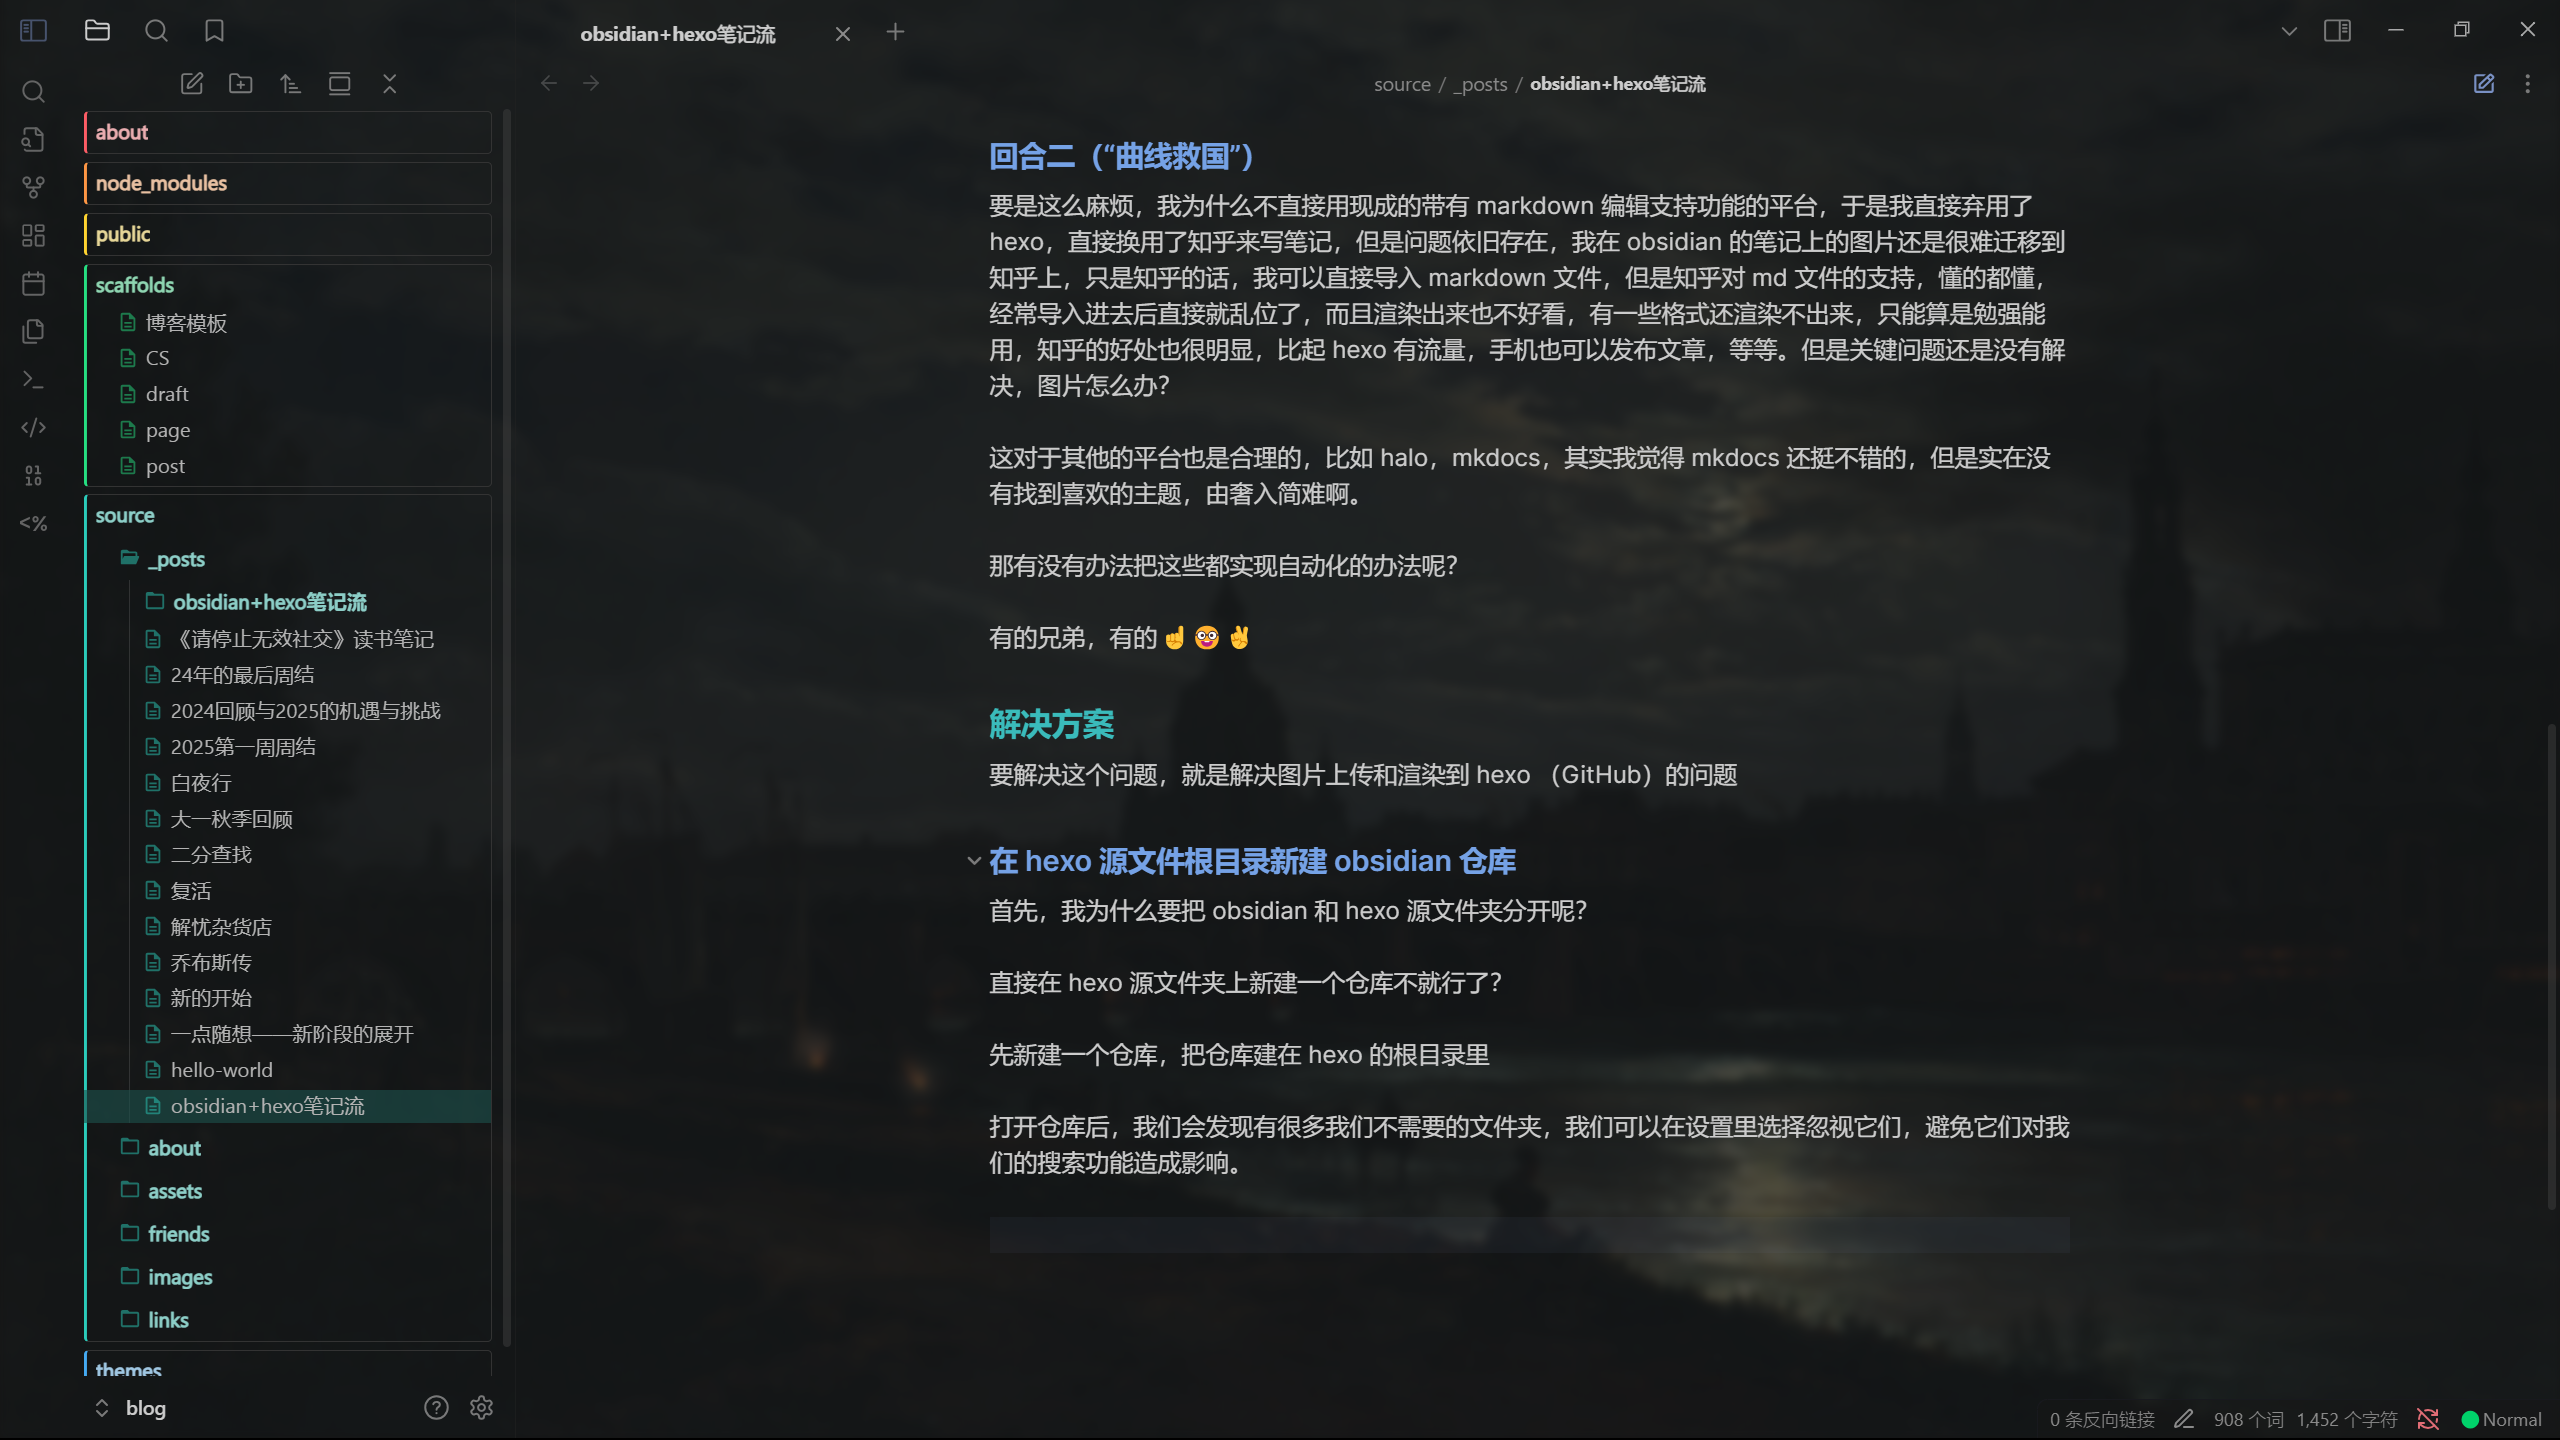 obsidian+hexo笔记流
source / _posts / obsidian+hexo笔记流
about
node_modules
public
scaffolds
博客模板
CS
draft
page
post
source
_posts
obsidian+hexo笔记流
《请停止无效社交》读书笔记
24年的最后周结
2024回顾与2025的机遇与挑战
2025第一周周结
白夜行
大一秋季回顾
二分查找
复活
解忧杂货店
乔布斯传
新的开始
一点随想——新阶段的展开
hello-world
obsidian+hexo笔记流
about
assets
friends
images
links
themes
blog
回合二（“曲线救国”）
要是这么麻烦，我为什么不直接用现成的带有 markdown 编辑支持功能的平台，于是我直接弃用了
hexo，直接换用了知乎来写笔记，但是问题依旧存在，我在 obsidian 的笔记上的图片还是很难迁移到
知乎上，只是知乎的话，我可以直接导入 markdown 文件，但是知乎对 md 文件的支持，懂的都懂，
经常导入进去后直接就乱位了，而且渲染出来也不好看，有一些格式还渲染不出来，只能算是勉强能
用，知乎的好处也很明显，比起 hexo 有流量，手机也可以发布文章，等等。但是关键问题还是没有解
决，图片怎么办？
这对于其他的平台也是合理的，比如 halo，mkdocs，其实我觉得 mkdocs 还挺不错的，但是实在没
有找到喜欢的主题，由奢入简难啊。
那有没有办法把这些都实现自动化的办法呢？
有的兄弟，有的☝️🤓✌️
解决方案
要解决这个问题，就是解决图片上传和渲染到 hexo （GitHub）的问题
在 hexo 源文件根目录新建 obsidian 仓库
首先，我为什么要把 obsidian 和 hexo 源文件夹分开呢？
直接在 hexo 源文件夹上新建一个仓库不就行了？
先新建一个仓库，把仓库建在 hexo 的根目录里
打开仓库后，我们会发现有很多我们不需要的文件夹，我们可以在设置里选择忽视它们，避免它们对我
们的搜索功能造成影响。
0 条反向链接 908 个词 1,452 个字符 Normal